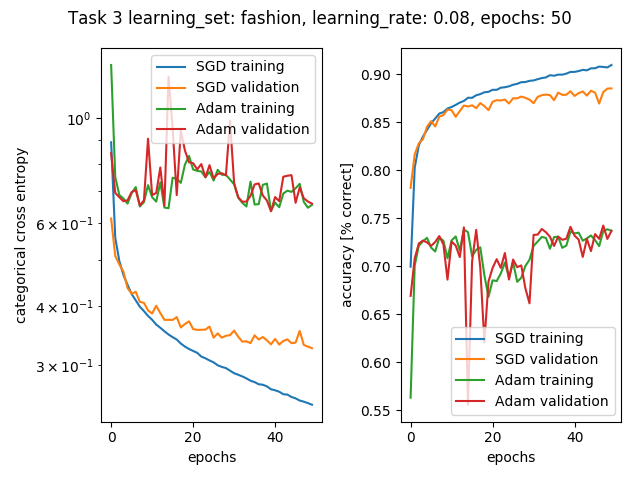 Task 3 learning_set: fashion, learning_rate: 0.08, epochs: 50
categorical cross entropy
10⁰
6 × 10⁻¹
4 × 10⁻¹
3 × 10⁻¹
SGD training
SGD validation
Adam training
Adam validation
0
20
40
epochs
accuracy [% correct]
0.90
0.85
0.80
0.75
0.70
0.65
0.60
0.55
SGD training
SGD validation
Adam training
Adam validation
0
20
40
epochs